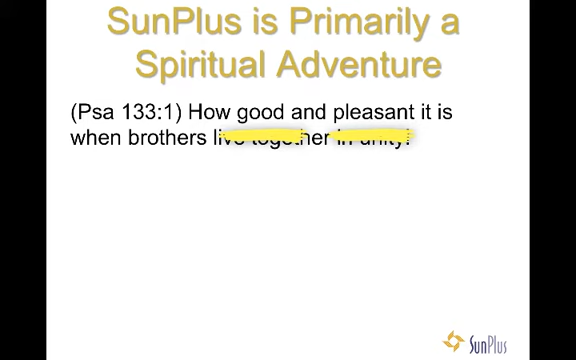 SunPlus is Primarily a
Spiritual Adventure
(Psa 133:1) How good and pleasant it is
when brothers live together in unity!
SunPlus